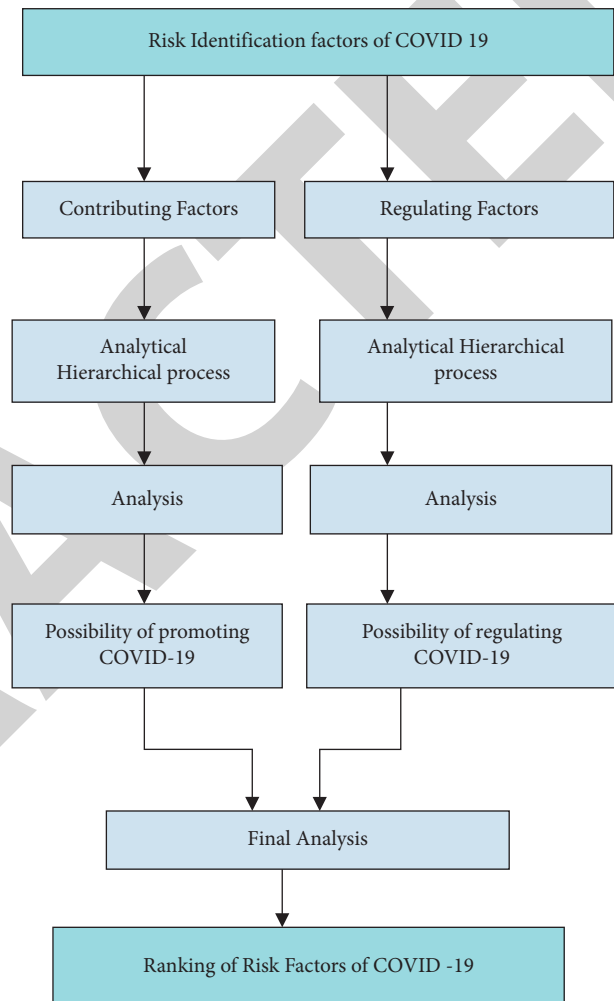 Risk Identification factors of COVID 19
Contributing Factors
Regulating Factors
Analytical
Hierarchical process
Analytical Hierarchical
process
Analysis
Analysis
Possibility of promoting
COVID-19
Possibility of regulating
COVID-19
Final Analysis
Ranking of Risk Factors of COVID -19